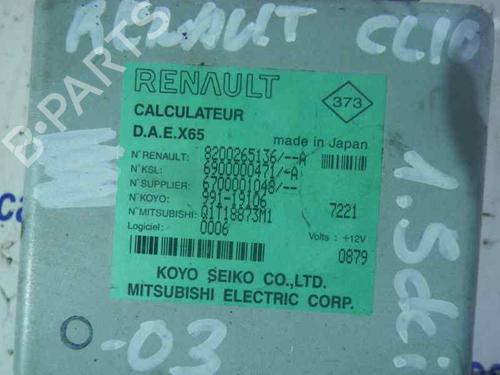 RENAULT CLIO
RENAULT
373
CALCULATEUR
D.A.E.X65
made in Japan
N°RENAULT: 8200265136/--A
N°KSL: 6900000471/-A
N°SUPPLIER: 6700001048/--
N°KOYO: 991-19106
7221
N°MITSUBISHI: Q1T18873M1
Logiciel: 0006
Volts : +12V
0879
KOYO SEIKO CO.,LTD.
MITSUBISHI ELECTRIC CORP.
1.5dci
-03
B-PARTS